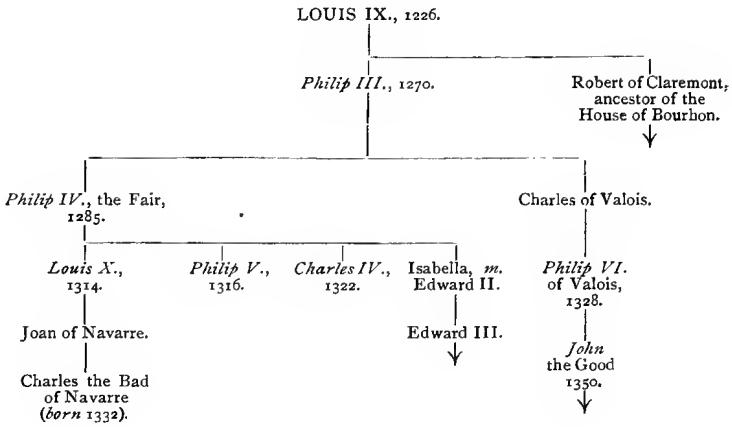 LOUIS IX., 1226.
Philip III., 1270.
Robert of Claremont,
ancestor of the
House of Bourbon.
Philip IV., the Fair,
1285.
Charles of Valois.
Louis X.,
1314.
Philip V.,
1316.
Charles IV.,
1322.
Isabella, m.
Edward II.
Philip VI.
of Valois,
1328.
Joan of Navarre.
Edward III.
John
the Good
1350.
Charles the Bad
of Navarre
(born 1332).